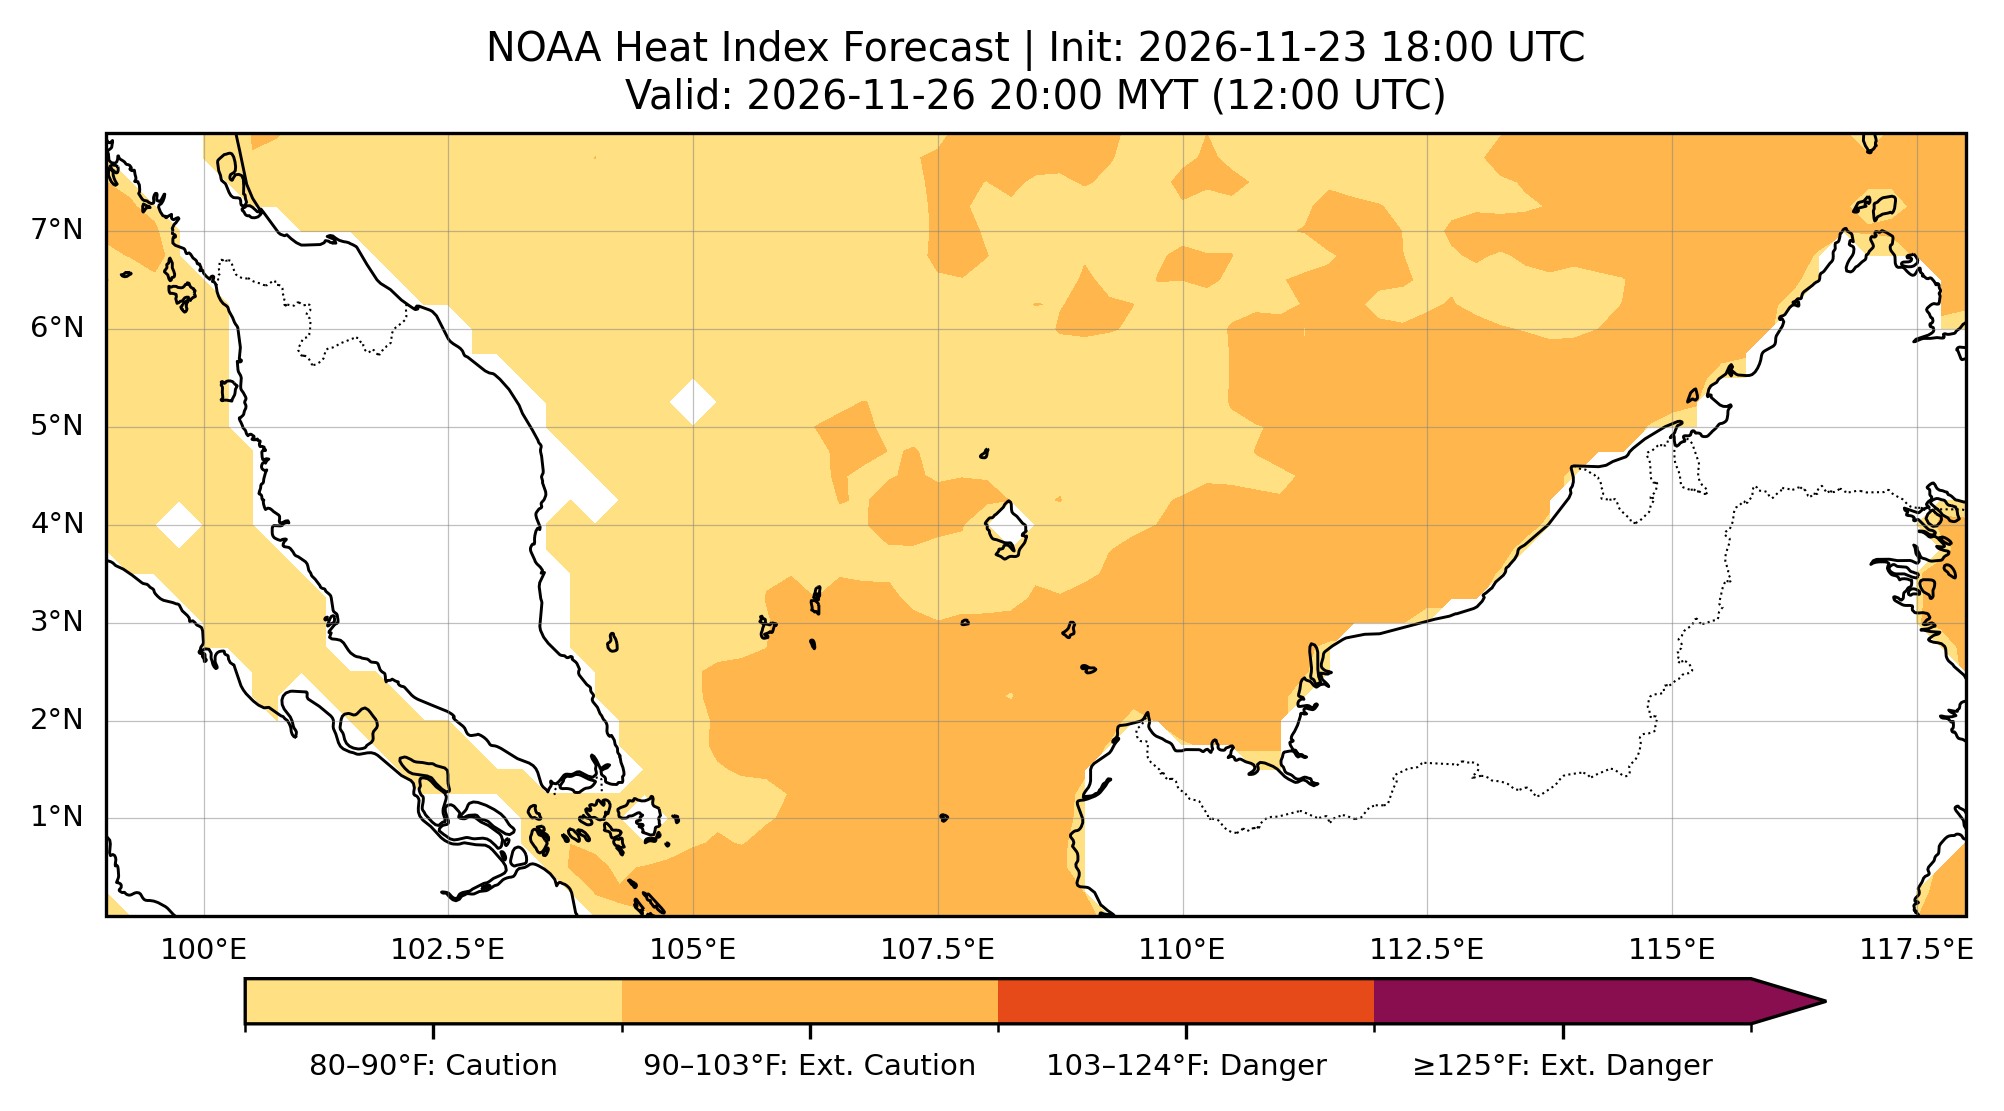 NOAA Heat Index Forecast | Init: 2026-11-23 18:00 UTC
Valid: 2026-11-26 20:00 MYT (12:00 UTC)
7°N
6°N
5°N
4°N
3°N
2°N
1°N
100°E
102.5°E
105°E
107.5°E
110°E
112.5°E
115°E
117.5°E
80–90°F: Caution
90–103°F: Ext. Caution
103–124°F: Danger
≥125°F: Ext. Danger